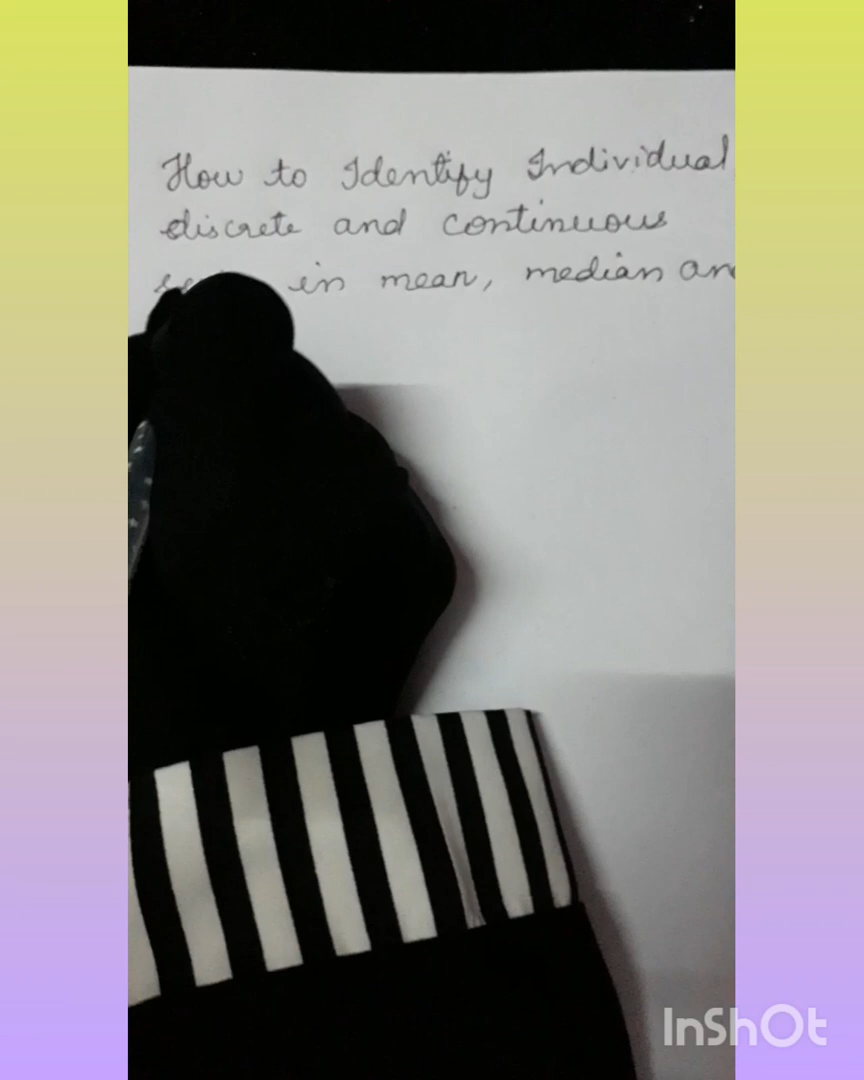 How to Identify Individual
discrete and continuous
in mean, median an
InShOt